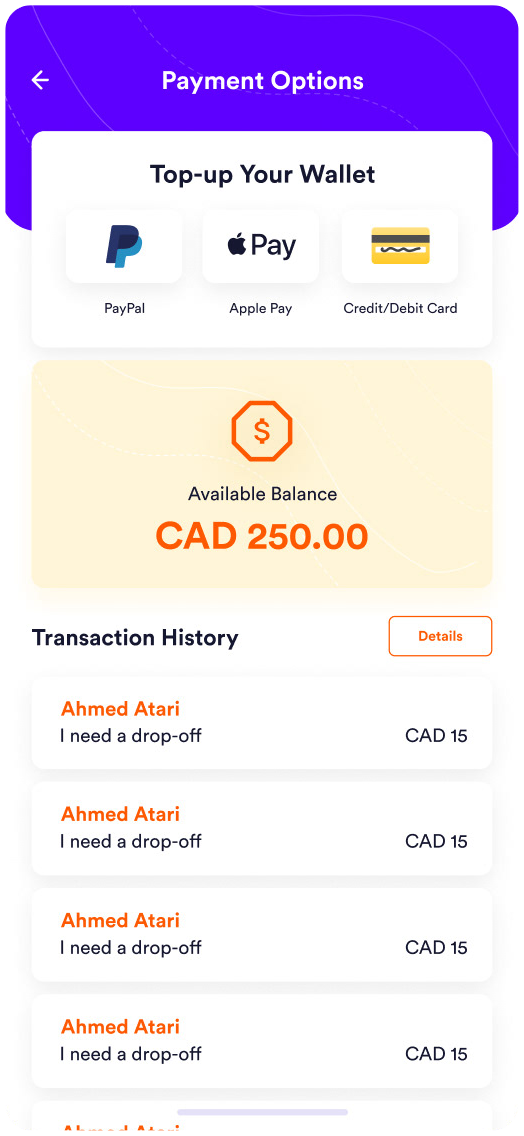 Payment Options
Top-up Your Wallet
Pay
PayPal
Apple Pay
Credit/Debit Card
$
Available Balance
CAD 250.00
Transaction History
Details
Ahmed Atari
I need a drop-off
CAD 15
Ahmed Atari
I need a drop-off
CAD 15
Ahmed Atari
I need a drop-off
CAD 15
Ahmed Atari
I need a drop-off
CAD 15